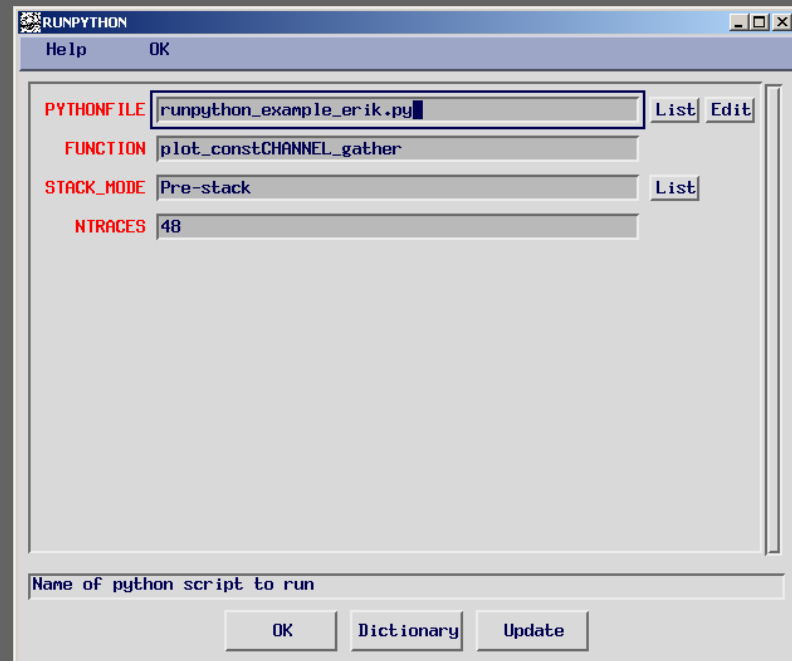 RUNPYTHON
Help OK
PYTHONFILE runpython_example_erik.py List Edit
FUNCTION plot_constCHANNEL_gather
STACK_MODE Pre-stack List
NTRACES 48
Name of python script to run
OK Dictionary Update